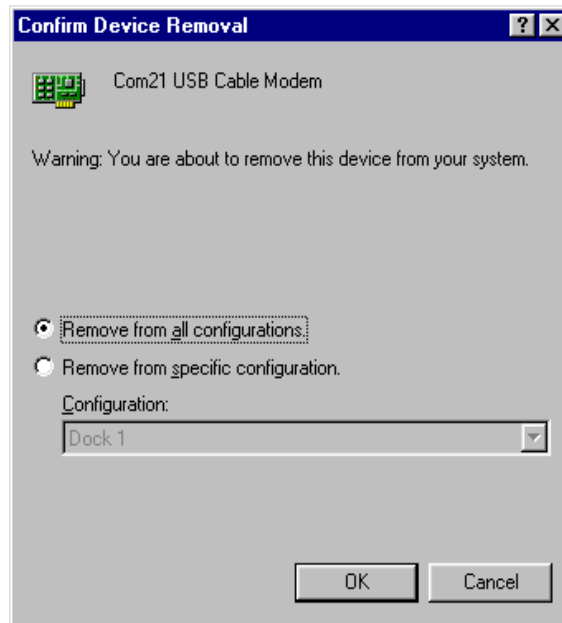 Confirm Device Removal
Com21 USB Cable Modem
Warning: You are about to remove this device from your system.
Remove from all configurations.
Remove from specific configuration.
Configuration:
Dock 1
OK
Cancel